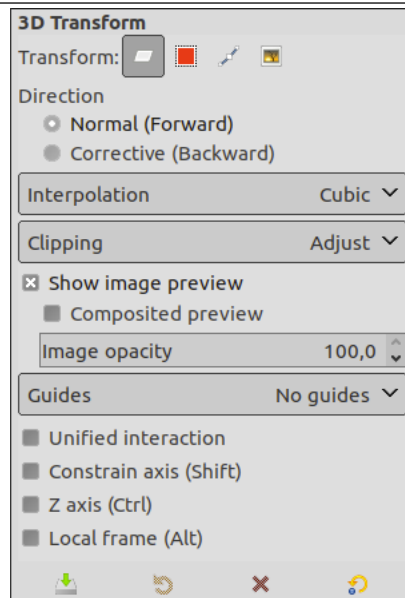 3D Transform
Transform:
Direction
Normal (Forward)
Corrective (Backward)
Interpolation Cubic
Clipping Adjust
Show image preview
Composited preview
Image opacity 100,0
Guides No guides
Unified interaction
Constrain axis (Shift)
Z axis (Ctrl)
Local frame (Alt)